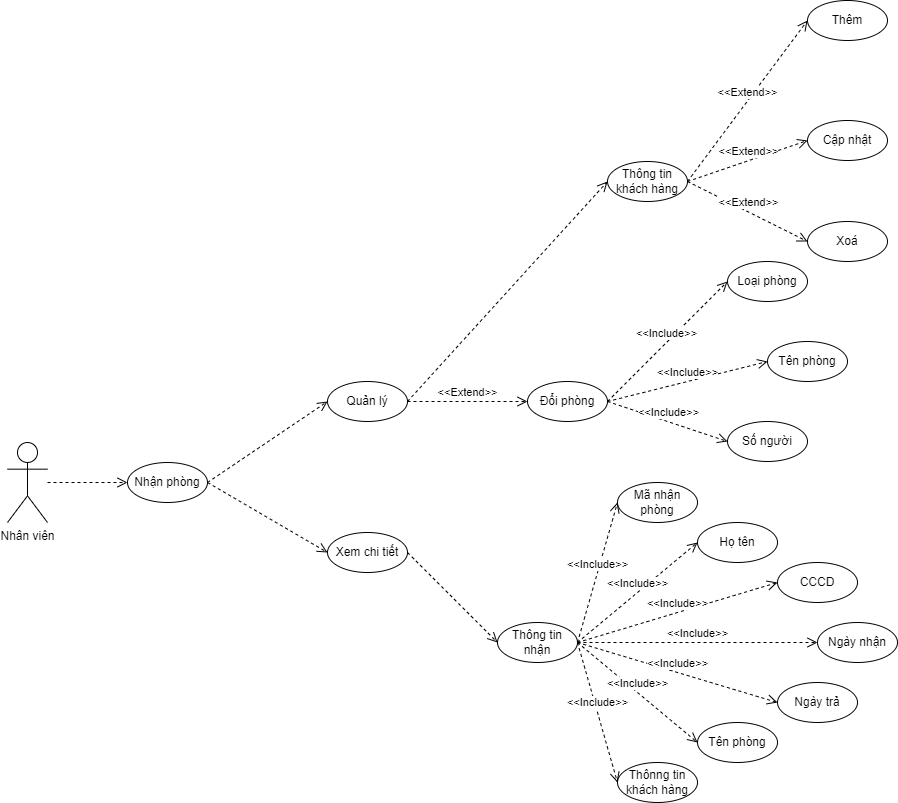 Thêm
<<Extend>>
<<Extend>>
Cập nhật
Thông tin
khách hàng
<<Extend>>
Xoá
Loại phòng
<<Include>>
Tên phòng
<<Include>>
Quản lý
<<Extend>>
Đổi phòng
<<Include>>
Số người
Nhận phòng
Nhân viên
Mã nhận
phòng
Họ tên
Xem chi tiết
<<Include>>
<<Include>>
CCCD
<<Include>>
Thông tin
nhận
<<Include>>
Ngày nhận
<<Include>>
<<Include>>
Ngày trả
<<Include>>
Tên phòng
Thônng tin
khách hàng